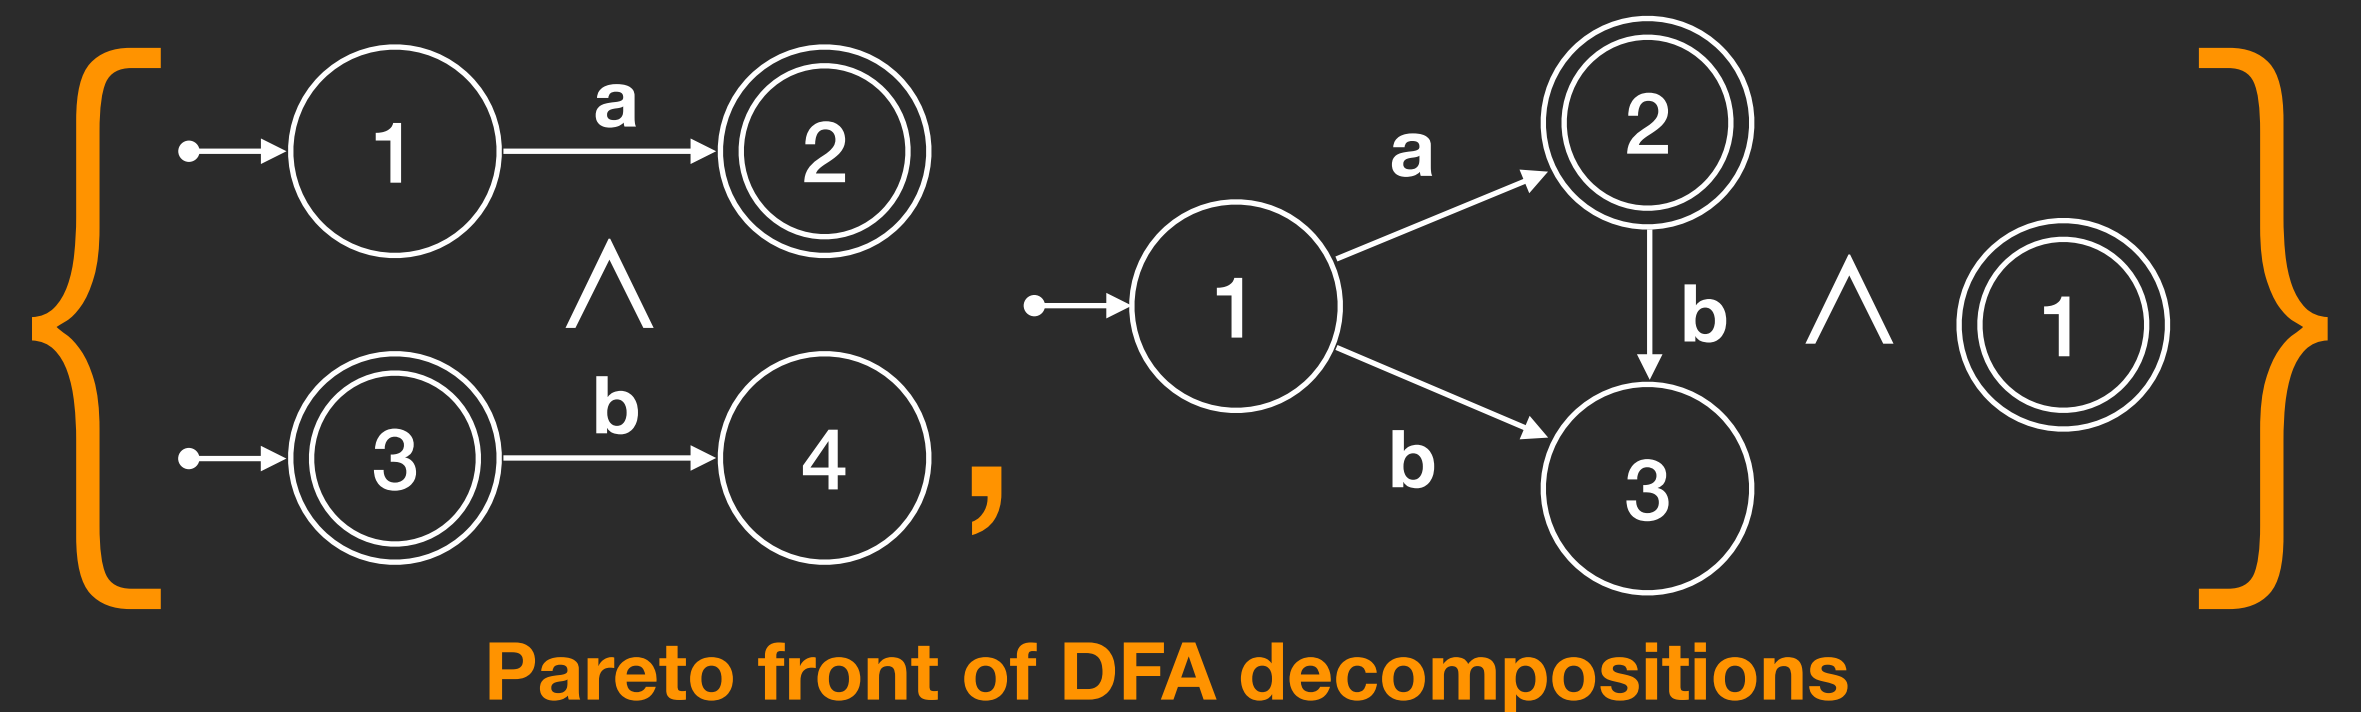 1 a 2
∧
3 b 4
,
1 a 2
b
b 3
∧ 1
Pareto front of DFA decompositions